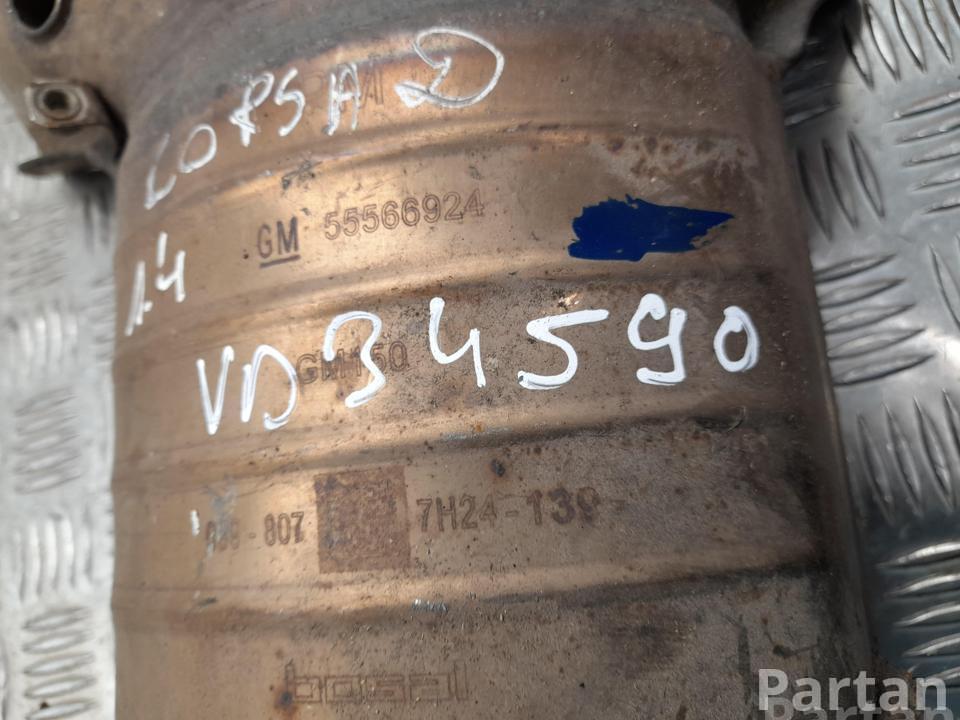 CORSA D
GM 55566924
1.4
GM150
VD34590
807
7H24-139
bosal
Partan